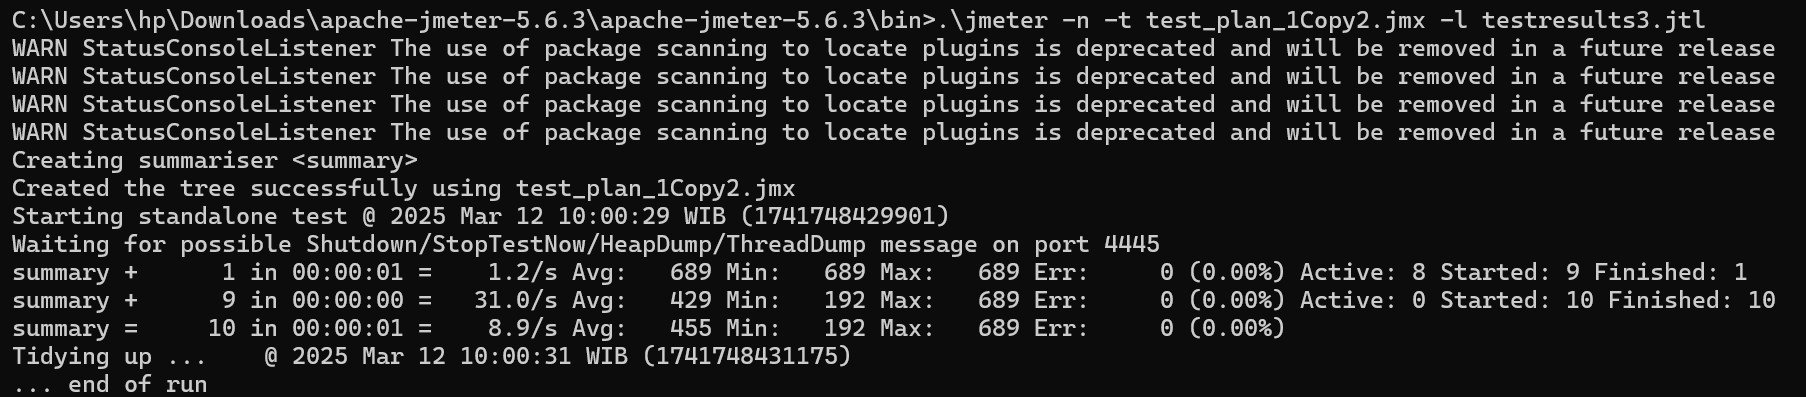 C:\Users\hp\Downloads\apache-jmeter-5.6.3\apache-jmeter-5.6.3\bin>.\jmeter -n -t test_plan_1Copy2.jmx -l testresults3.jtl
WARN StatusConsoleListener The use of package scanning to locate plugins is deprecated and will be removed in a future release
WARN StatusConsoleListener The use of package scanning to locate plugins is deprecated and will be removed in a future release
WARN StatusConsoleListener The use of package scanning to locate plugins is deprecated and will be removed in a future release
WARN StatusConsoleListener The use of package scanning to locate plugins is deprecated and will be removed in a future release
Creating summariser <summary>
Created the tree successfully using test_plan_1Copy2.jmx
Starting standalone test @ 2025 Mar 12 10:00:29 WIB (1741748429901)
Waiting for possible Shutdown/StopTestNow/HeapDump/ThreadDump message on port 4445
summary +      1 in 00:00:01 =    1.2/s Avg:   689 Min:   689 Max:   689 Err:     0 (0.00%) Active: 8 Started: 9 Finished: 1
summary +      9 in 00:00:00 =   31.0/s Avg:   429 Min:   192 Max:   689 Err:     0 (0.00%) Active: 0 Started: 10 Finished: 10
summary =     10 in 00:00:01 =    8.9/s Avg:   455 Min:   192 Max:   689 Err:     0 (0.00%)
Tidying up ...    @ 2025 Mar 12 10:00:31 WIB (1741748431175)
... end of run